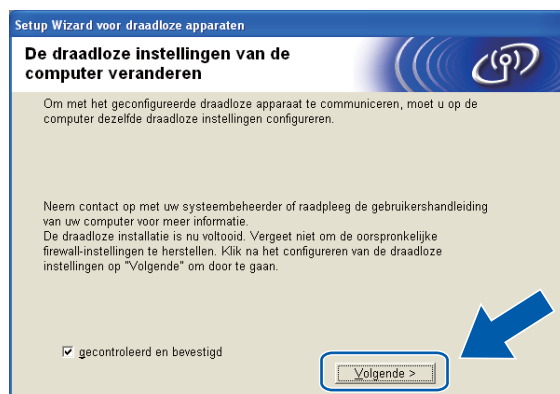 Setup Wizard voor draadloze apparaten
De draadloze instellingen van de
computer veranderen
Om met het geconfigureerde draadloze apparaat te communiceren, moet u op de
computer dezelfde draadloze instellingen configureren.
Neem contact op met uw systeembeheerder of raadpleeg de gebruikershandleiding
van uw computer voor meer informatie.
De draadloze installatie is nu voltooid. Vergeet niet om de oorspronkelijke
firewall-instellingen te herstellen. Klik na het configureren van de draadloze
instellingen op "Volgende" om door te gaan.
gecontroleerd en bevestigd
Volgende >